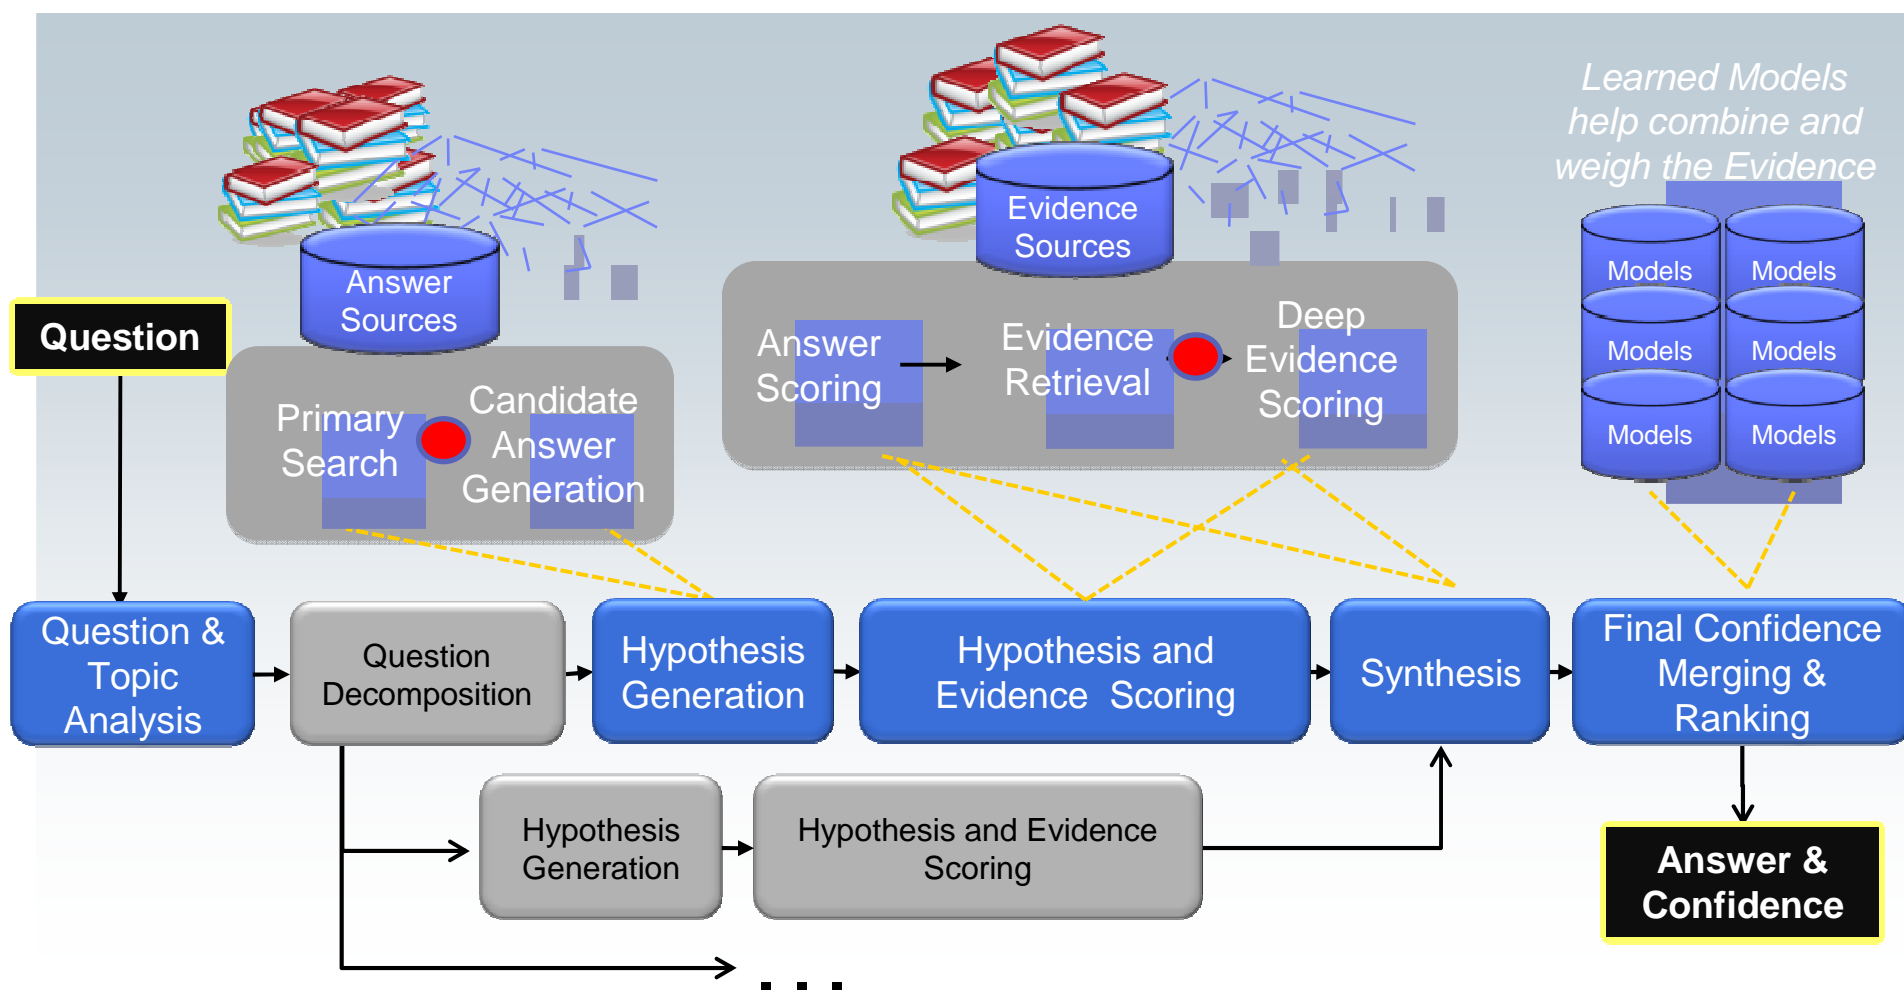 Learned Models
help combine and
weigh the Evidence
Evidence
Sources
Answer
Sources
Models
Models
Models
Models
Models
Models
Question
Primary
Search
Candidate
Answer
Generation
Answer
Scoring
Evidence
Retrieval
Deep
Evidence
Scoring
Question &
Topic
Analysis
Question
Decomposition
Hypothesis
Generation
Hypothesis and
Evidence  Scoring
Synthesis
Final Confidence
Merging &
Ranking
Hypothesis
Generation
Hypothesis and Evidence
Scoring
Answer &
Confidence
. . .